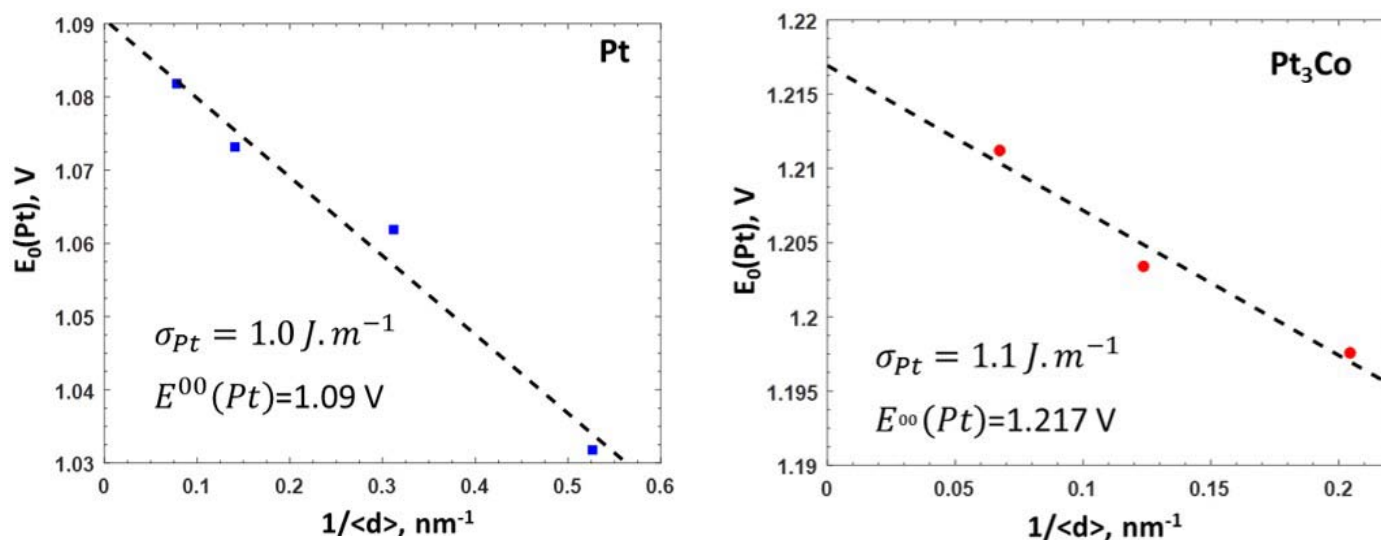 Pt
E₀(Pt), V
1.09
1.08
1.07
1.06
1.05
1.04
1.03
σ_Pt = 1.0 J.m⁻¹
E⁰⁰(Pt)=1.09 V
0 0.1 0.2 0.3 0.4 0.5 0.6
1/<d>, nm⁻¹
Pt₃Co
E₀(Pt), V
1.22
1.215
1.21
1.205
1.2
1.195
1.19
σ_Pt = 1.1 J.m⁻¹
E⁰⁰(Pt)=1.217 V
0 0.05 0.1 0.15 0.2
1/<d>, nm⁻¹